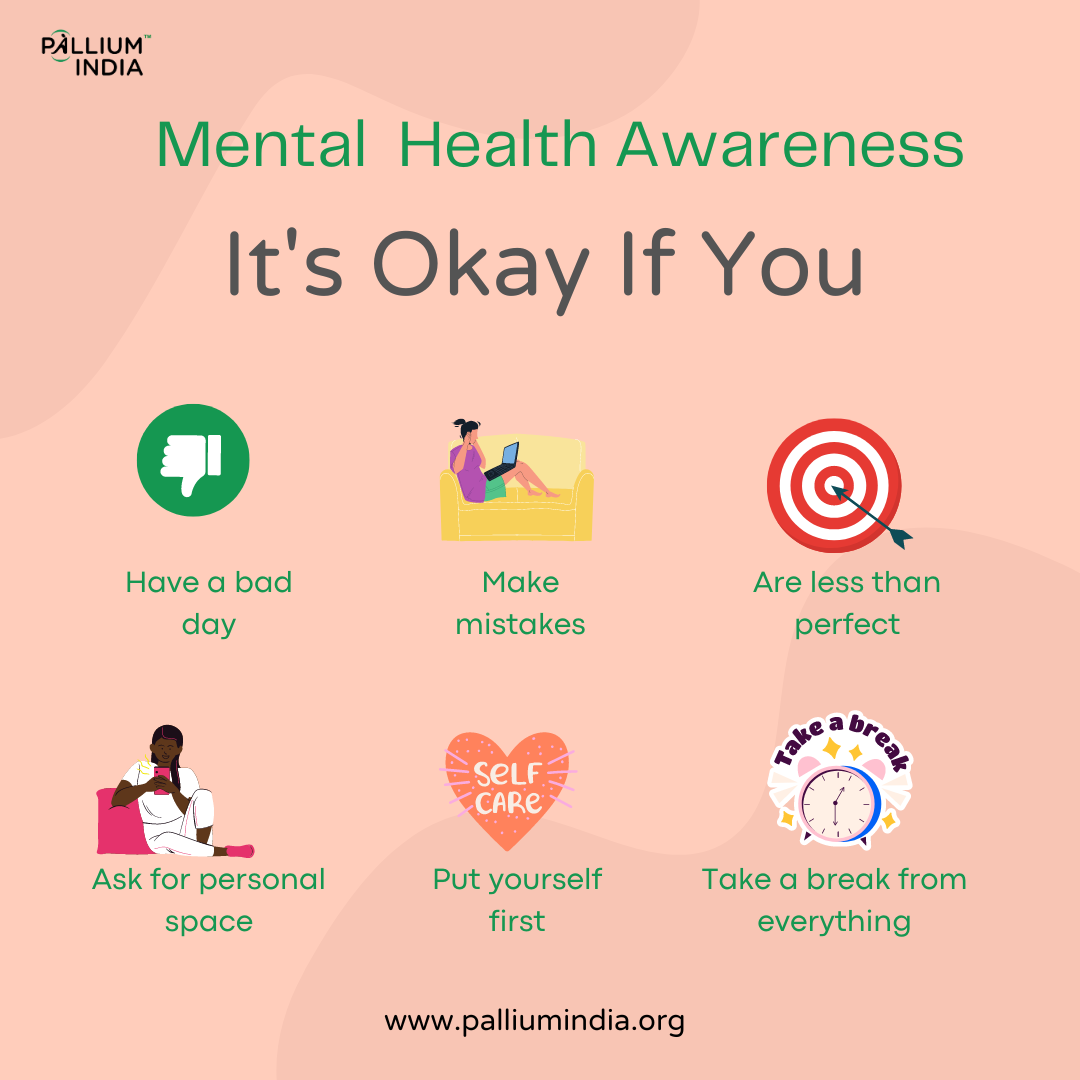 PALLIUM™
INDIA
Mental Health Awareness
It's Okay If You
Have a bad
day
Make
mistakes
Are less than
perfect
Take a break
SELF
CARE
Ask for personal
space
Put yourself
first
Take a break from
everything
www.palliumindia.org